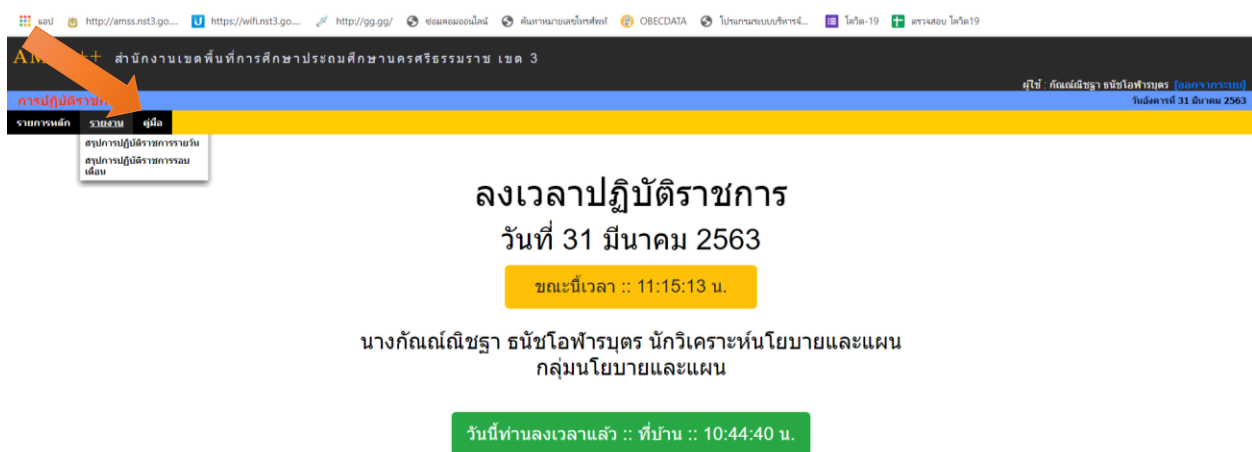 แอป http://amss.nst3.go.... https://wifi.nst3.go.... http://gg.gg/ ซ่อมคอมออนไลน์ ค้นหาหมายเลขโทรศัพท์ OBECDATA โปรแกรมระบบบริหารจั... โควิด-19 ตรวจสอบ โควิด19
สำนักงานเขตพื้นที่การศึกษาประถมศึกษานครศรีธรรมราช เขต 3
ผู้ใช้ : กัณณ์ณิชฐา ธนัชโอฬารบุตร [ออกจากระบบ]
การปฏิบัติราชการ
วันอังคารที่ 31 มีนาคม 2563
รายการหลัก รายงาน คู่มือ
สรุปการปฏิบัติราชการรายวัน
สรุปการปฏิบัติราชการรอบ
เดือน
ลงเวลาปฏิบัติราชการ
วันที่ 31 มีนาคม 2563
ขณะนี้เวลา :: 11:15:13 น.
นางกัณณ์ณิชฐา ธนัชโอฬารบุตร นักวิเคราะห์นโยบายและแผน
กลุ่มนโยบายและแผน
วันนี้ท่านลงเวลาแล้ว :: ที่บ้าน :: 10:44:40 น.